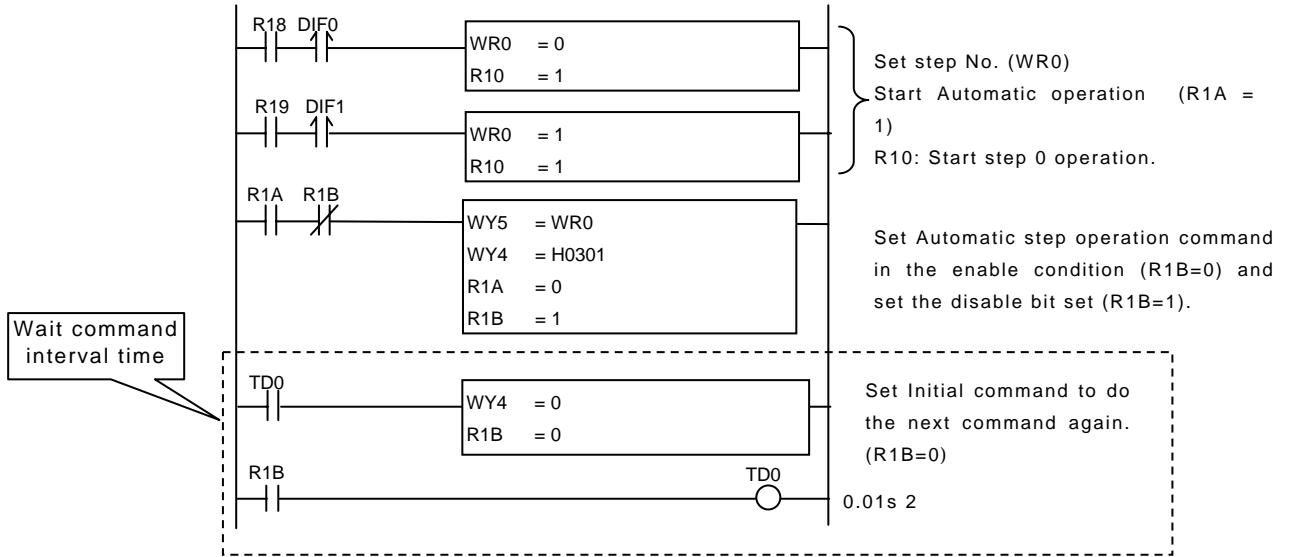 R18 DIF0
WR0 = 0
R10 = 1
Set step No. (WR0)
Start Automatic operation (R1A =
1)
R10: Start step 0 operation.
R19 DIF1
WR0 = 1
R10 = 1
R1A R1B
WY5 = WR0
WY4 = H0301
R1A = 0
R1B = 1
Set Automatic step operation command
in the enable condition (R1B=0) and
set the disable bit set (R1B=1).
Wait command
interval time
TD0
WY4 = 0
R1B = 0
Set Initial command to do
the next command again.
(R1B=0)
R1B
TD0
0.01s 2